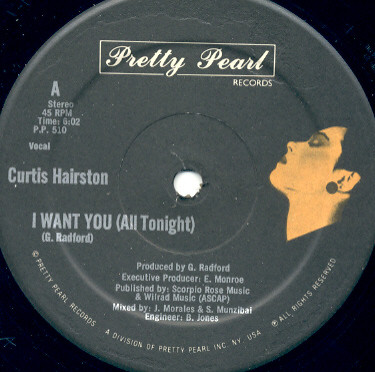 Pretty Pearl
RECORDS
A
Stereo
45 RPM
Time: 6:02
P.P. 510
Vocal
Curtis Hairston
I WANT YOU (All Tonight)
(G. Radford)
Produced by G. Radford
Executive Producer: E. Monroe
Published by: Scorpio Rose Music
& Wilrad Music (ASCAP)
Mixed by: J. Morales & S. Munzibai
Engineer: B. Jones
℗ PRETTY PEARL RECORDS
A DIVISION OF PRETTY PEARL INC. N.Y. USA
℗ ALL RIGHTS RESERVED